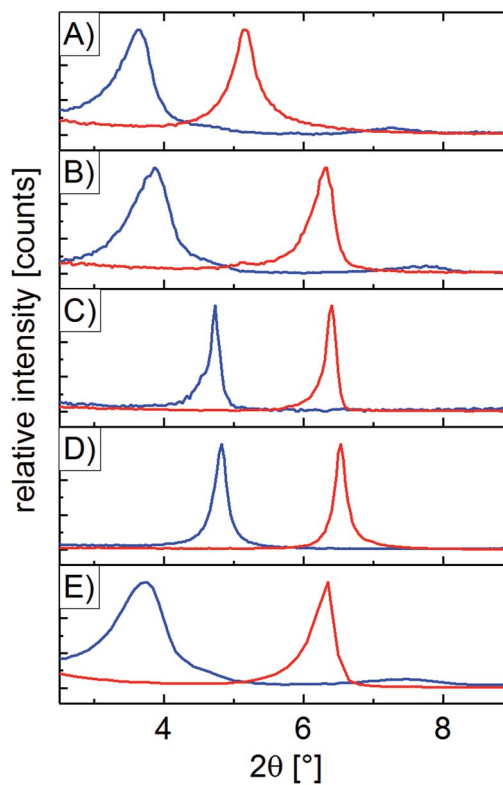 A)
B)
C)
D)
E)
relative intensity [counts]
4
6
8
2θ [°]